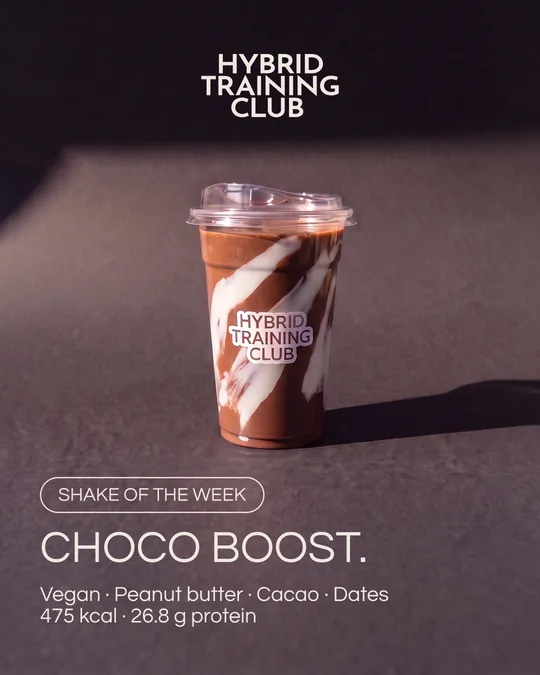 HYBRID
TRAINING
CLUB
HYBRID
TRAINING
CLUB
SHAKE OF THE WEEK
CHOCO BOOST.
Vegan · Peanut butter · Cacao · Dates
475 kcal · 26.8 g protein